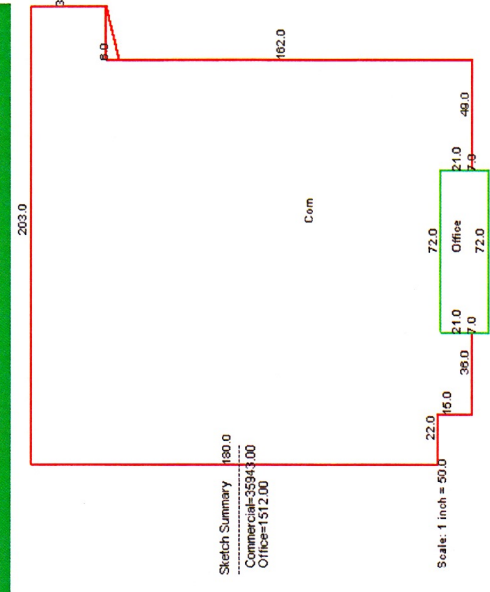 203.0
Sketch Summary
180.0
Commercial=35943.00
Office=1512.00
162.0
Com
22.0
72.0
Scale: 1 inch = 50.0
15.0
21.0
Office
21.0
36.0
7.0
7.0
49.0
72.0